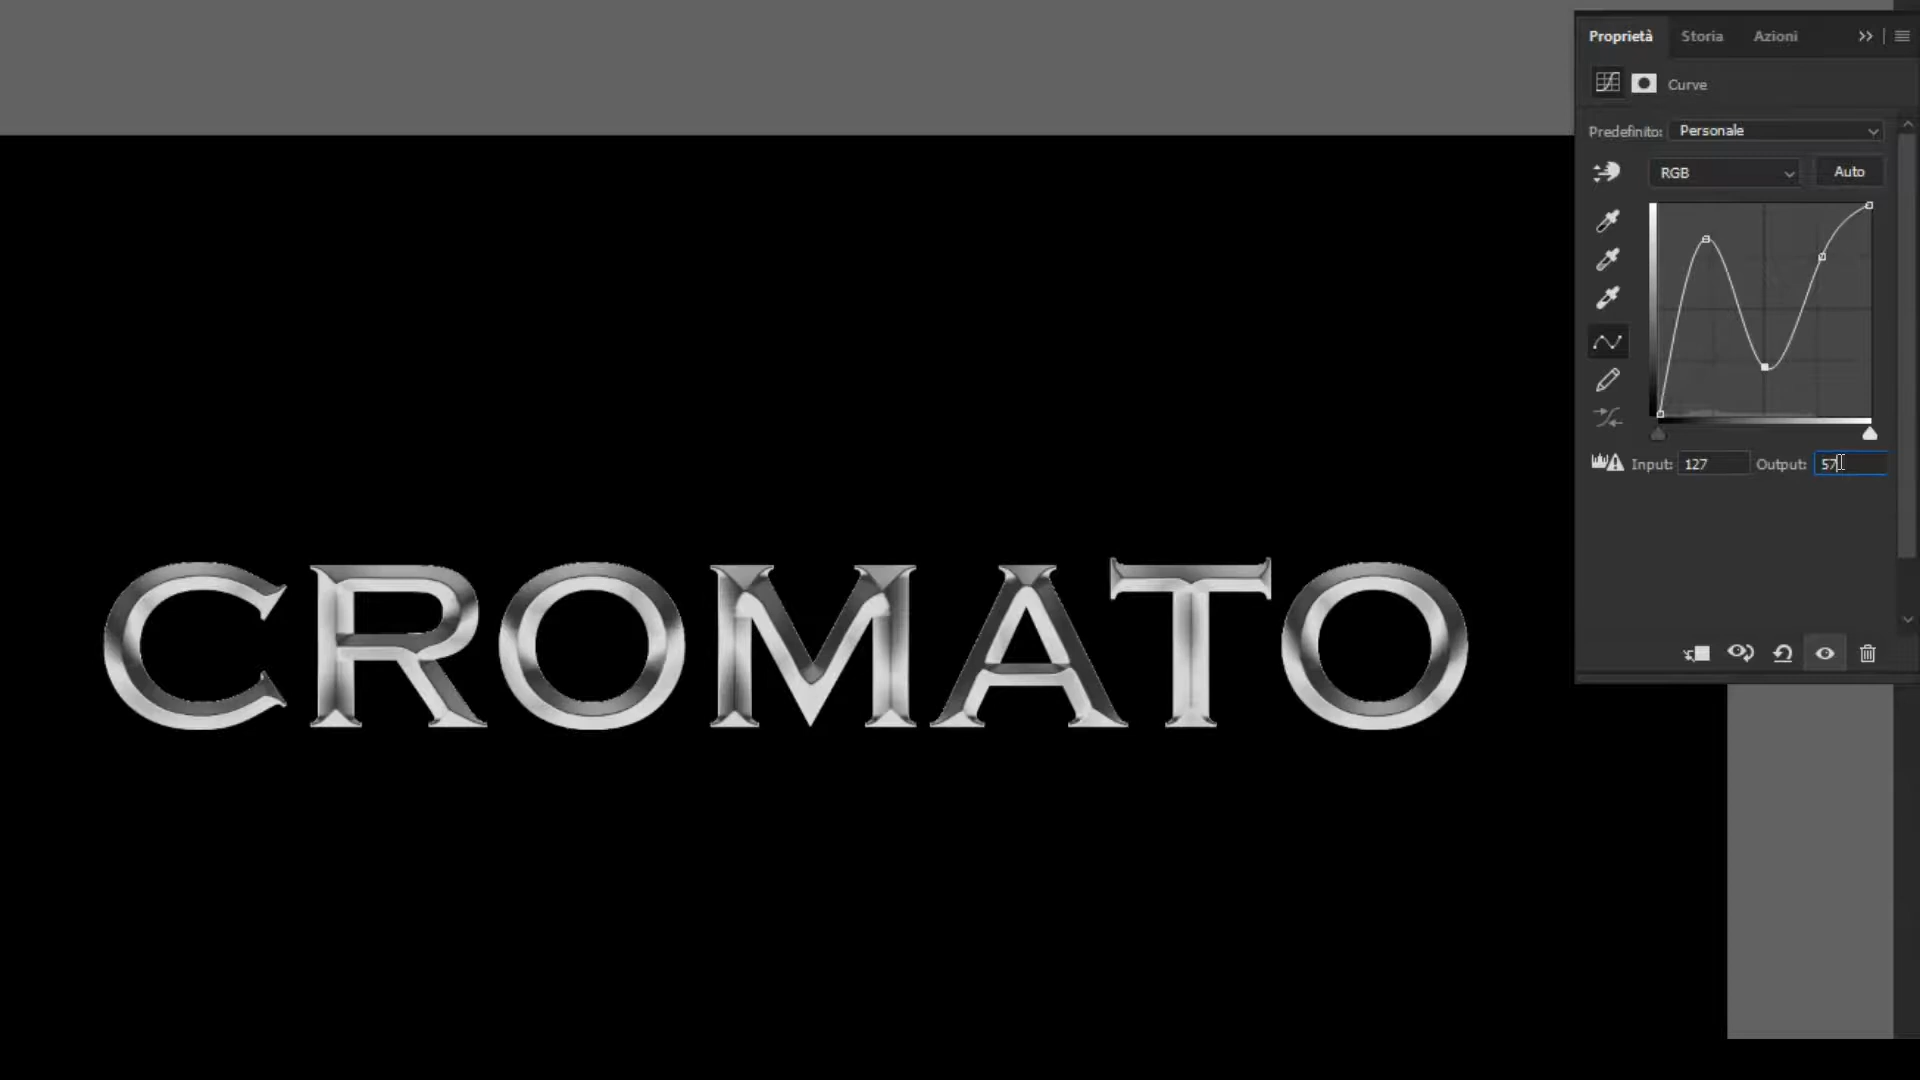 Proprietà Storia Azioni
Curve
Predefinito: Personale
RGB Auto
Input: 127 Output: 57
CROMATO